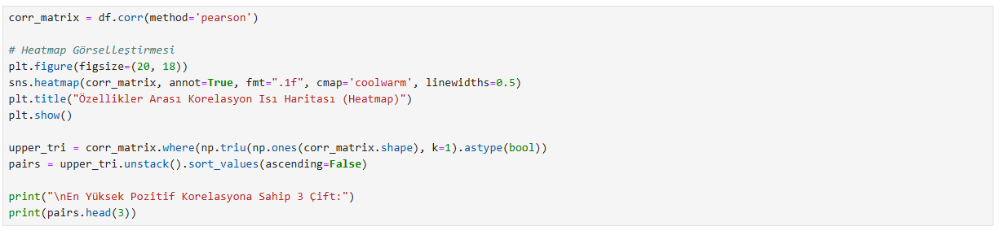 corr_matrix = df.corr(method='pearson')
# Heatmap Görselleştirmesi
plt.figure(figsize=(20, 18))
sns.heatmap(corr_matrix, annot=True, fmt=".1f", cmap='coolwarm', linewidths=0.5)
plt.title("Özellikler Arası Korelasyon Isı Haritası (Heatmap)")
plt.show()
upper_tri = corr_matrix.where(np.triu(np.ones(corr_matrix.shape), k=1).astype(bool))
pairs = upper_tri.unstack().sort_values(ascending=False)
print("\nEn Yüksek Pozitif Korelasyona Sahip 3 Çift:")
print(pairs.head(3))